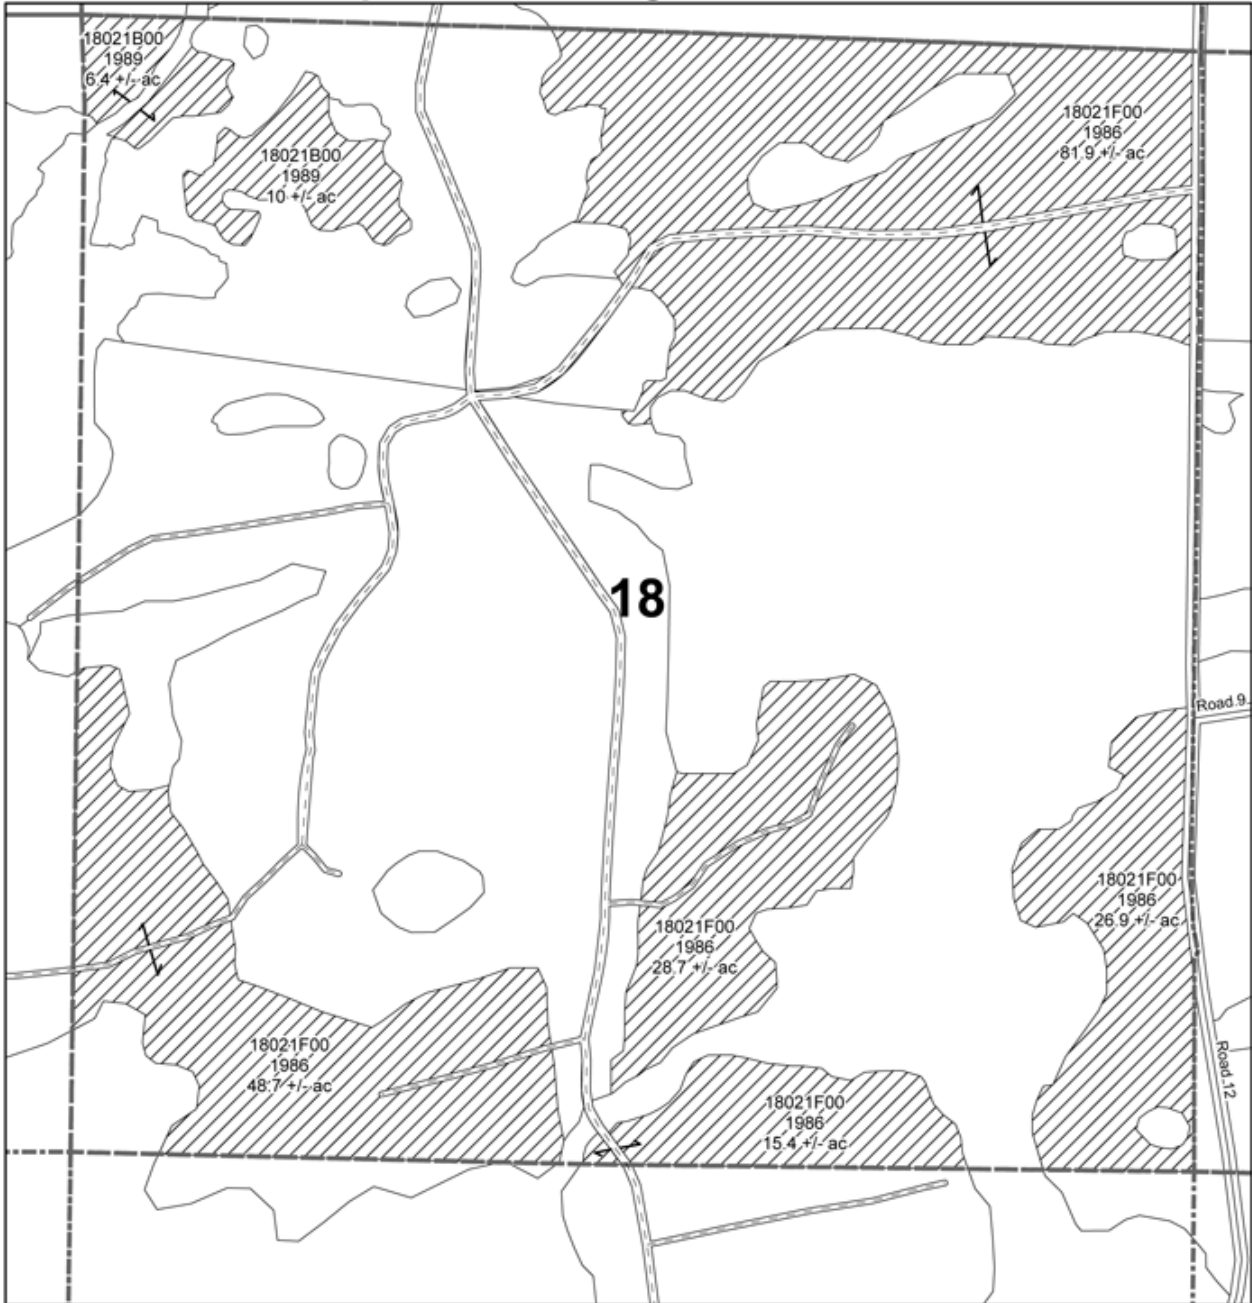 18021B00
1989
6.4 +/- ac
18021B00
1989
10 +/- ac
18021F00
1986
81.9 +/- ac
18
Road 9
18021F00
1986
26.9 +/- ac
18021F00
1986
28.7 +/- ac
18021F00
1986
48.7 +/- ac
Road 12
18021F00
1986
15.4 +/- ac